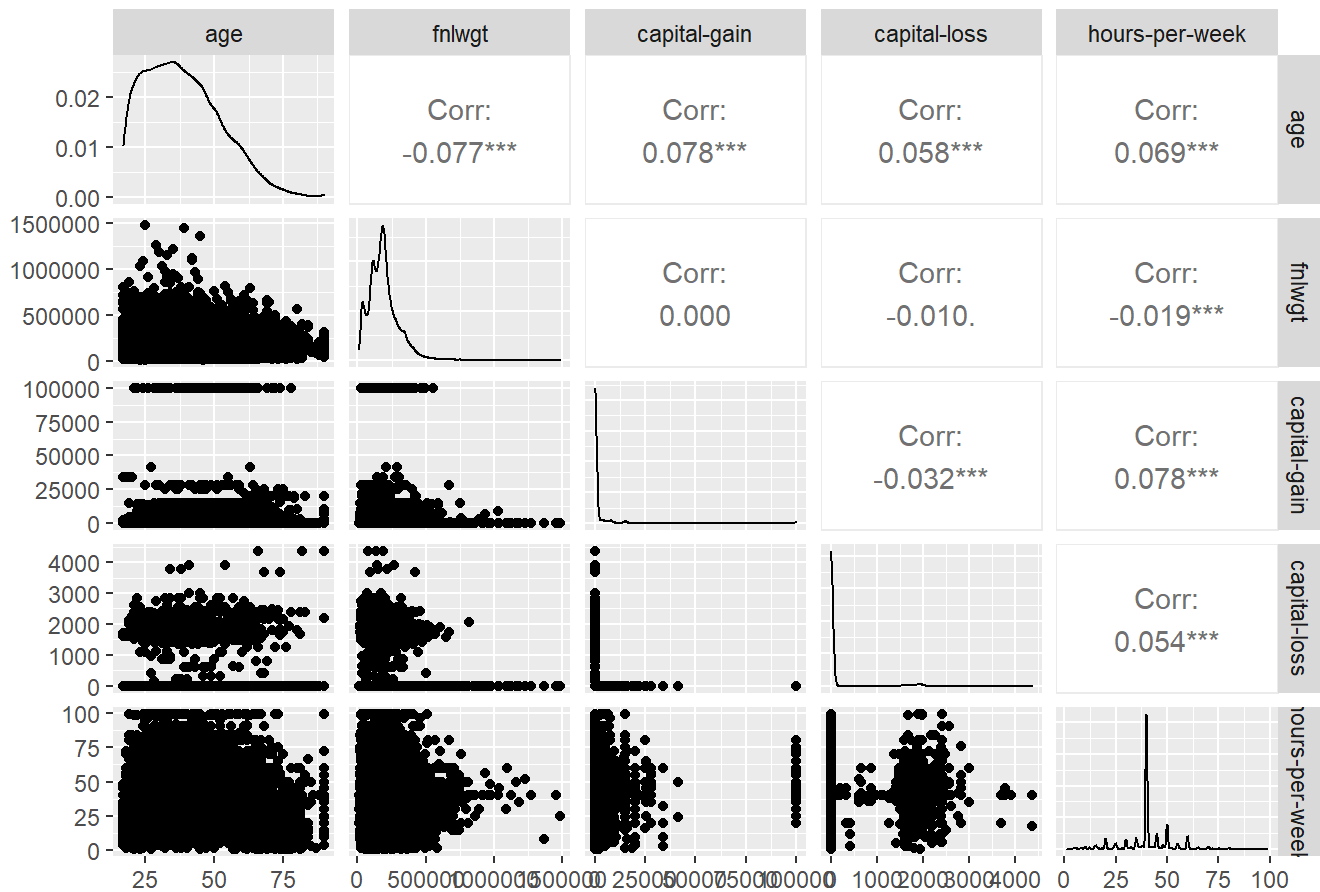 age
fnlwgt
capital-gain
capital-loss
hours-per-week
0.02
0.01
0.00
Corr:
-0.077***
Corr:
0.078***
Corr:
0.058***
Corr:
0.069***
age
1500000
1000000
500000
0
Corr:
0.000
Corr:
-0.010.
Corr:
-0.019***
fnlwgt
100000
75000
50000
25000
0
Corr:
-0.032***
Corr:
0.078***
capital-gain
4000
3000
2000
1000
0
Corr:
0.054***
capital-loss
100
75
50
25
0
hours-per-week
25 50 75
0 500000 1000000 1500000
0 25000 50000 75000 100000
0 1000 2000 3000 4000
0 25 50 75 100